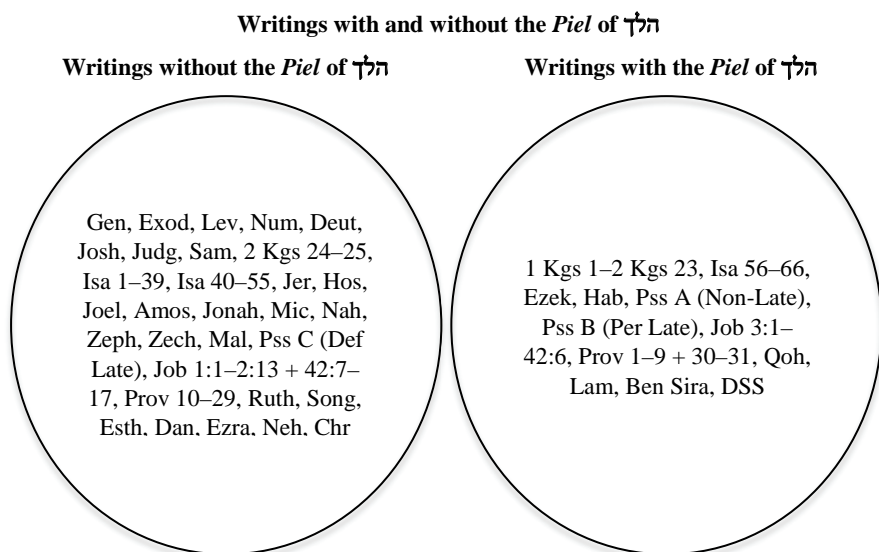 Writings with and without the Piel of הלך
Writings without the Piel of הלך
Writings with the Piel of הלך
Gen, Exod, Lev, Num, Deut,
Josh, Judg, Sam, 2 Kgs 24–25,
Isa 1–39, Isa 40–55, Jer, Hos,
Joel, Amos, Jonah, Mic, Nah,
Zeph, Zech, Mal, Pss C (Def
Late), Job 1:1–2:13 + 42:7–
17, Prov 10–29, Ruth, Song,
Esth, Dan, Ezra, Neh, Chr
1 Kgs 1–2 Kgs 23, Isa 56–66,
Ezek, Hab, Pss A (Non-Late),
Pss B (Per Late), Job 3:1–
42:6, Prov 1–9 + 30–31, Qoh,
Lam, Ben Sira, DSS